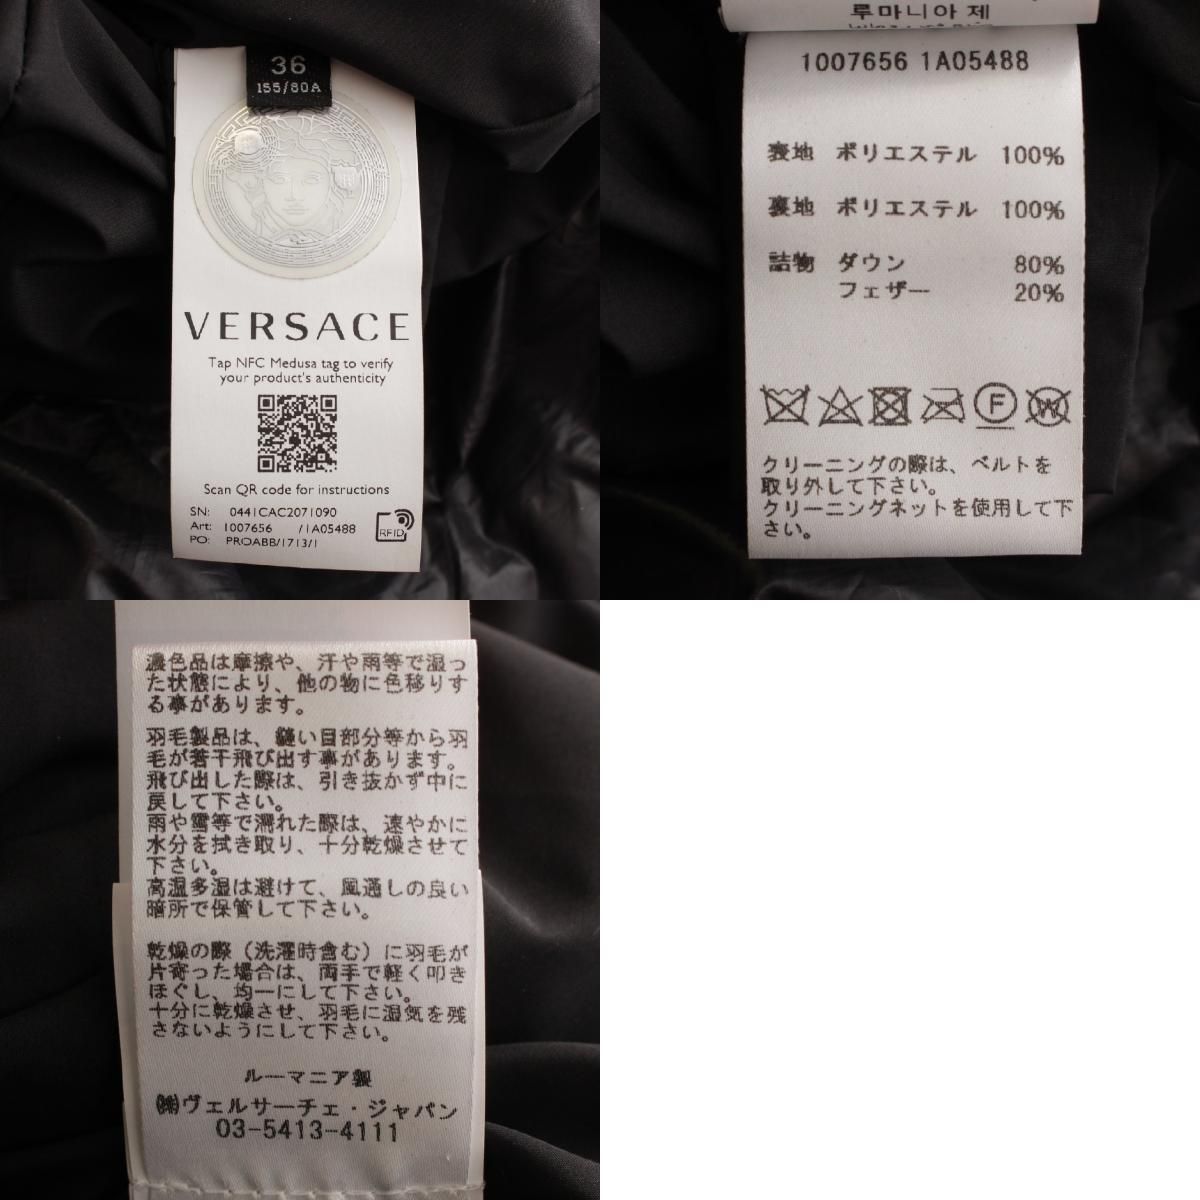 36
155/80A
VERSACE
Tap NFC Medusa tag to verify
your product's authenticity
Scan QR code for instructions
SN: 0441CAC2071090
Art: 1007656 /1A05488
PO: PROABB/1713/1
RFID
루마니아 제
1007656 1A05488
表地 ポリエステル 100%
裏地 ポリエステル 100%
詰物 ダウン 80%
フェザー 20%
F
W
クリーニングの際は、ベルトを
取り外して下さい。
クリーニングネットを使用して下
さい。
濃色品は摩擦や、汗や雨等で湿っ
た状態により、他の物に色移りす
る事があります。
羽毛製品は、縫い目部分等から羽
毛が若干飛び出す事があります。
飛び出した際は、引き抜かず中に
戻して下さい。
雨や雪等で濡れた際は、速やかに
水分を拭き取り、十分乾燥させて
下さい。
高温多湿は避けて、風通しの良い
暗所で保管して下さい。
乾燥の際（洗濯時含む）に羽毛が
片寄った場合は、両手で軽く叩き
ほぐし、均一にして下さい。
十分に乾燥させ、羽毛に湿気を残
さないようにして下さい。
ルーマニア製
㈱ヴェルサーチェ・ジャパン
03-5413-4111